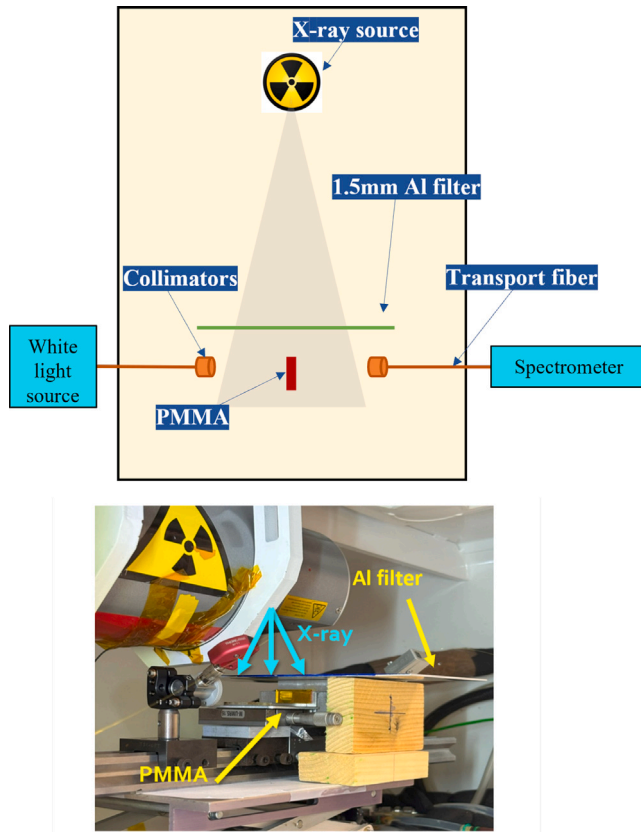 X-ray source
1.5mm Al filter
Collimators
Transport fiber
White
light
source
Spectrometer
PMMA
Al filter
X-ray
PMMA